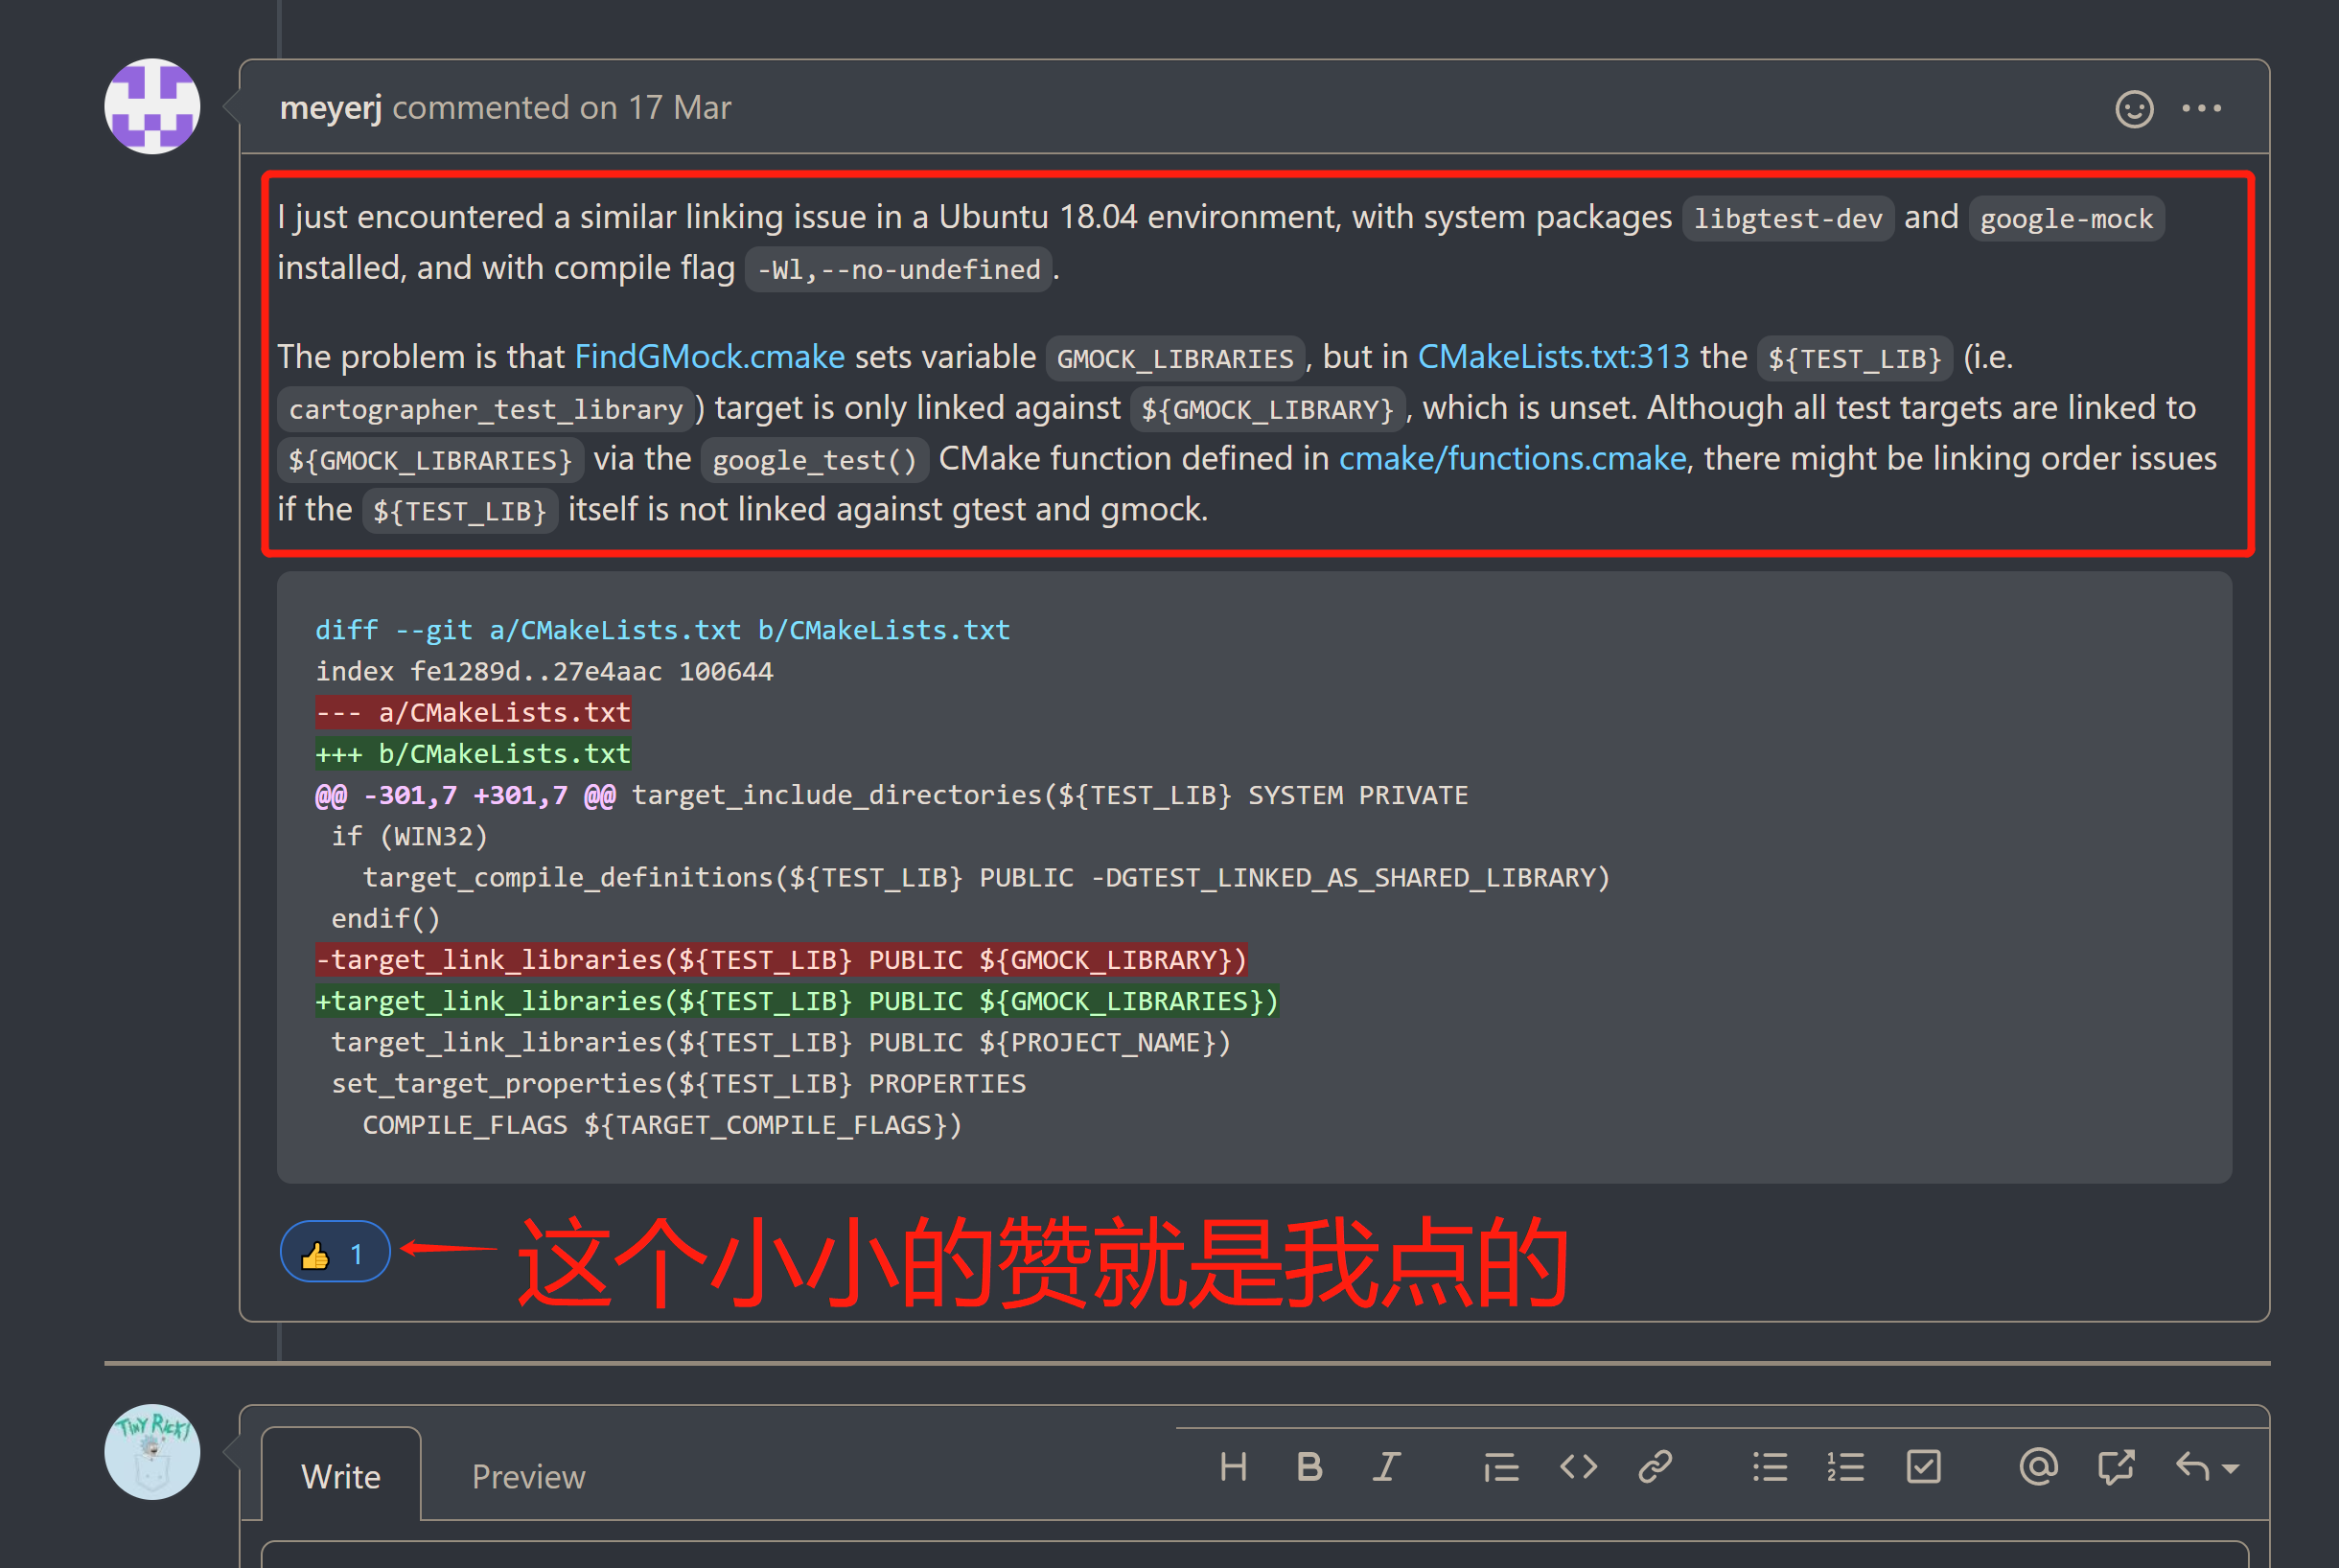 meyerj commented on 17 Mar
I just encountered a similar linking issue in a Ubuntu 18.04 environment, with system packages libgtest-dev and google-mock
installed, and with compile flag -Wl,--no-undefined.
The problem is that FindGMock.cmake sets variable GMOCK_LIBRARIES, but in CMakeLists.txt:313 the ${TEST_LIB} (i.e.
cartographer_test_library) target is only linked against ${GMOCK_LIBRARY}, which is unset. Although all test targets are linked to
${GMOCK_LIBRARIES} via the google_test() CMake function defined in cmake/functions.cmake, there might be linking order issues
if the ${TEST_LIB} itself is not linked against gtest and gmock.
diff --git a/CMakeLists.txt b/CMakeLists.txt
index fe1289d..27e4aac 100644
--- a/CMakeLists.txt
+++ b/CMakeLists.txt
@@ -301,7 +301,7 @@ target_include_directories(${TEST_LIB} SYSTEM PRIVATE
 if (WIN32)
   target_compile_definitions(${TEST_LIB} PUBLIC -DGTEST_LINKED_AS_SHARED_LIBRARY)
 endif()
-target_link_libraries(${TEST_LIB} PUBLIC ${GMOCK_LIBRARY})
+target_link_libraries(${TEST_LIB} PUBLIC ${GMOCK_LIBRARIES})
 target_link_libraries(${TEST_LIB} PUBLIC ${PROJECT_NAME})
 set_target_properties(${TEST_LIB} PROPERTIES
   COMPILE_FLAGS ${TARGET_COMPILE_FLAGS})
👍 1 这个小小的赞就是我点的
TiNY RiCK!
Write Preview